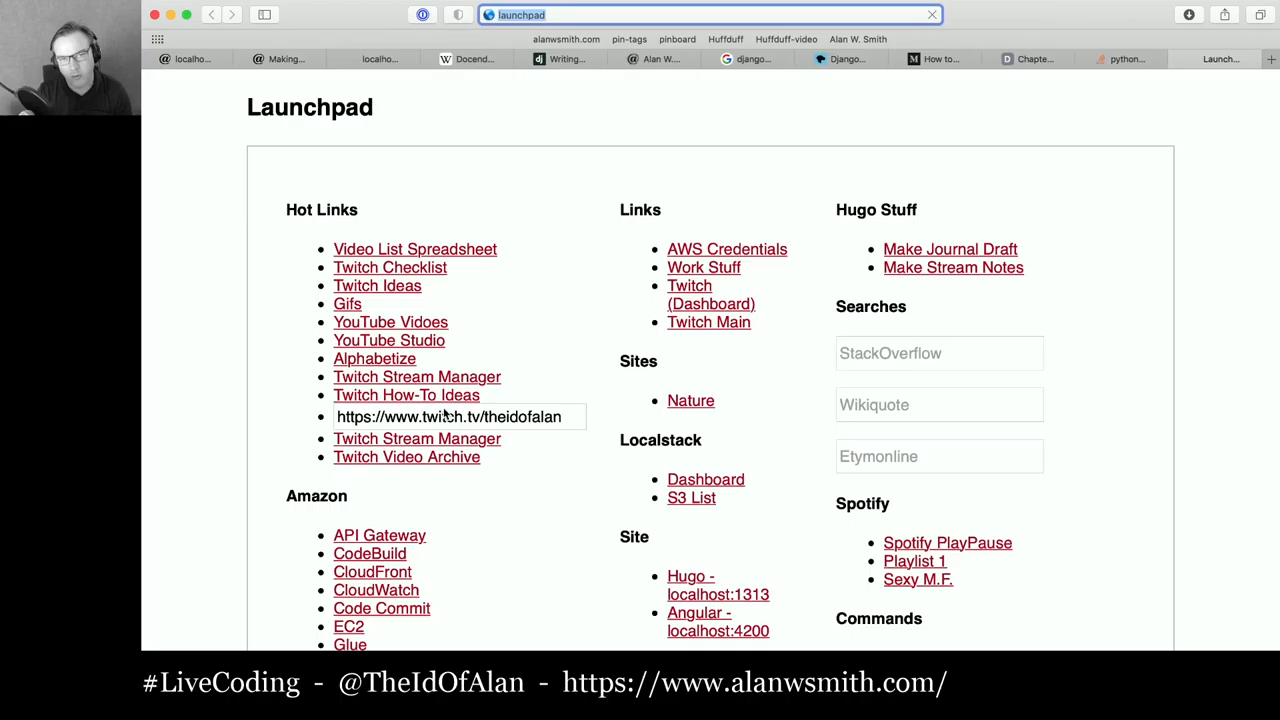 launchpad
alanwsmith.com pin-tags pinboard Huffduff Huffduff-video Alan W. Smith
@ localho... @ Making... localho... W Docend... dj Writing... @ Alan W.... G django... Django... M How to... D Chapte... python... Launch...
Launchpad
Hot Links
Video List Spreadsheet
Twitch Checklist
Twitch Ideas
Gifs
YouTube Vidoes
YouTube Studio
Alphabetize
Twitch Stream Manager
Twitch How-To Ideas
https://www.twitch.tv/theidofalan
Twitch Stream Manager
Twitch Video Archive
Amazon
API Gateway
CodeBuild
CloudFront
CloudWatch
Code Commit
EC2
Glue
Links
AWS Credentials
Work Stuff
Twitch
(Dashboard)
Twitch Main
Sites
Nature
Localstack
Dashboard
S3 List
Site
Hugo -
localhost:1313
Angular -
localhost:4200
Hugo Stuff
Make Journal Draft
Make Stream Notes
Searches
StackOverflow
Wikiquote
Etymonline
Spotify
Spotify PlayPause
Playlist 1
Sexy M.F.
Commands
#LiveCoding - @TheIdOfAlan - https://www.alanwsmith.com/